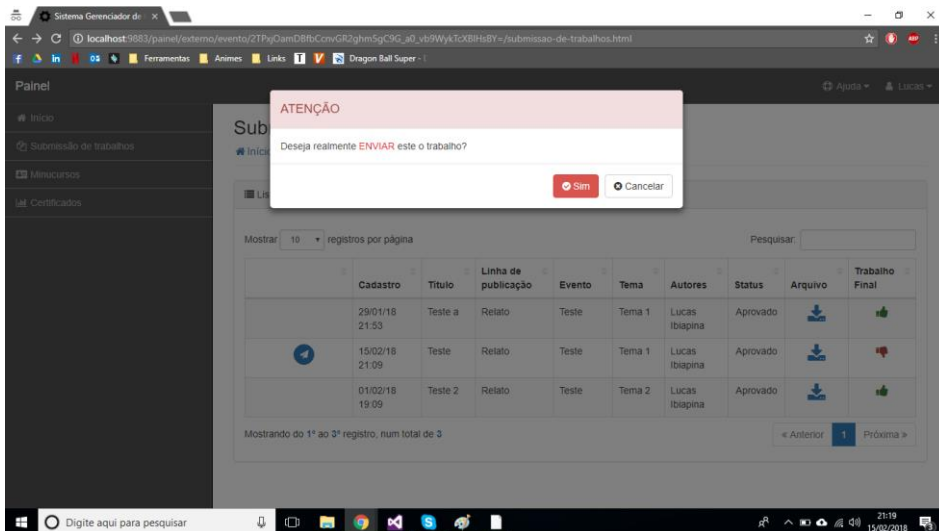 Sistema Gerenciador de
localhost:9883/painel/externo/evento/2TPxjOamDBfbCcnvGR2ghmSgC9G_a0_vb9WykTcXBIHsBY=/submissao-de-trabalhos.html
Ferramentas Animes Links Dragon Ball Super -
Painel
Ajuda Lucas
Início
Submissão de trabalhos
Minucursos
Certificados
ATENÇÃO
Deseja realmente ENVIAR este o trabalho?
Sim Cancelar
Sub
Início
Lis
Mostrar 10 registros por página Pesquisar:
Cadastro Título Linha de publicação Evento Tema Autores Status Arquivo Trabalho Final
29/01/18 21:53 Teste a Relato Teste Tema 1 Lucas Ibiapina Aprovado
15/02/18 21:09 Teste Relato Teste Tema 1 Lucas Ibiapina Aprovado
01/02/18 19:09 Teste 2 Relato Teste Tema 2 Lucas Ibiapina Aprovado
Mostrando do 1º ao 3º registro, num total de 3
« Anterior 1 Próxima »
Digite aqui para pesquisar
21:19
15/02/2018